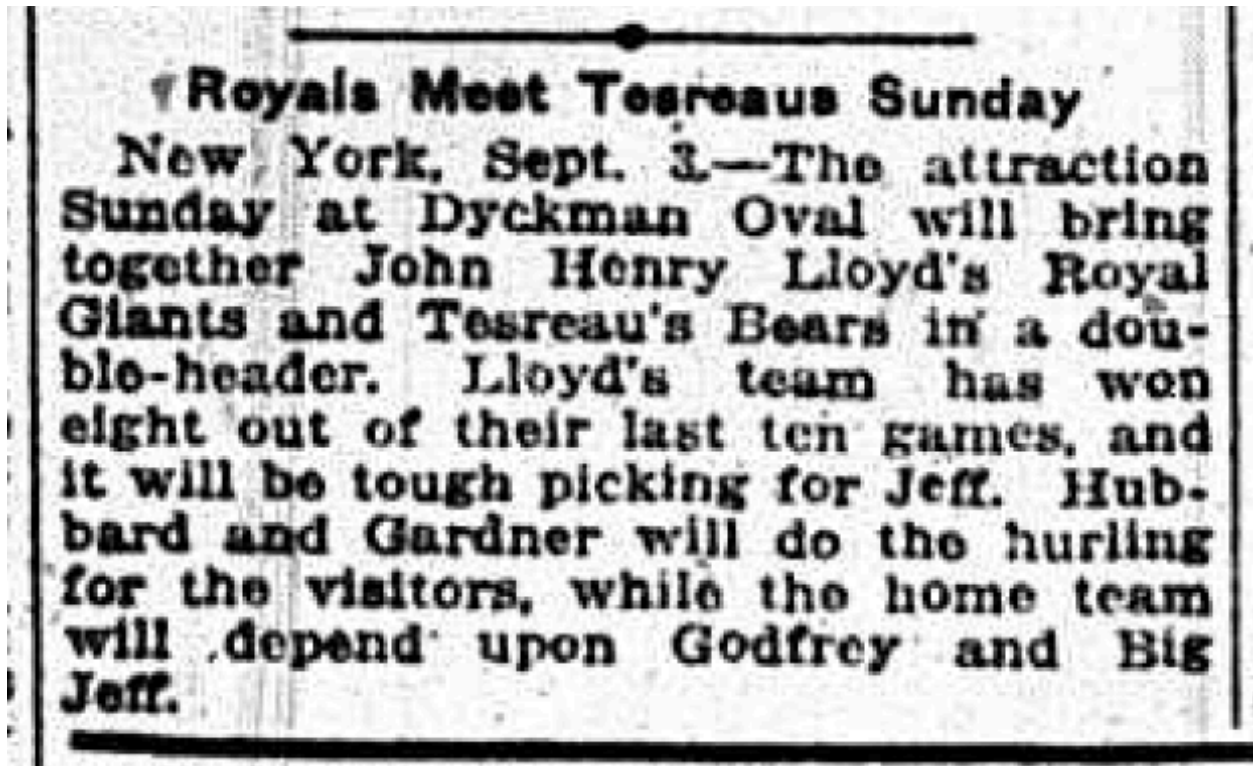 Royals Meet Tesreaus Sunday
New York, Sept. 3.—The attraction
Sunday at Dyckman Oval will bring
together John Henry Lloyd's Royal
Giants and Tesreau's Bears in a dou-
ble-header. Lloyd's team has won
eight out of their last ten games, and
it will be tough picking for Jeff. Hub-
bard and Gardner will do the hurling
for the visitors, while the home team
will depend upon Godfrey and Big
Jeff.